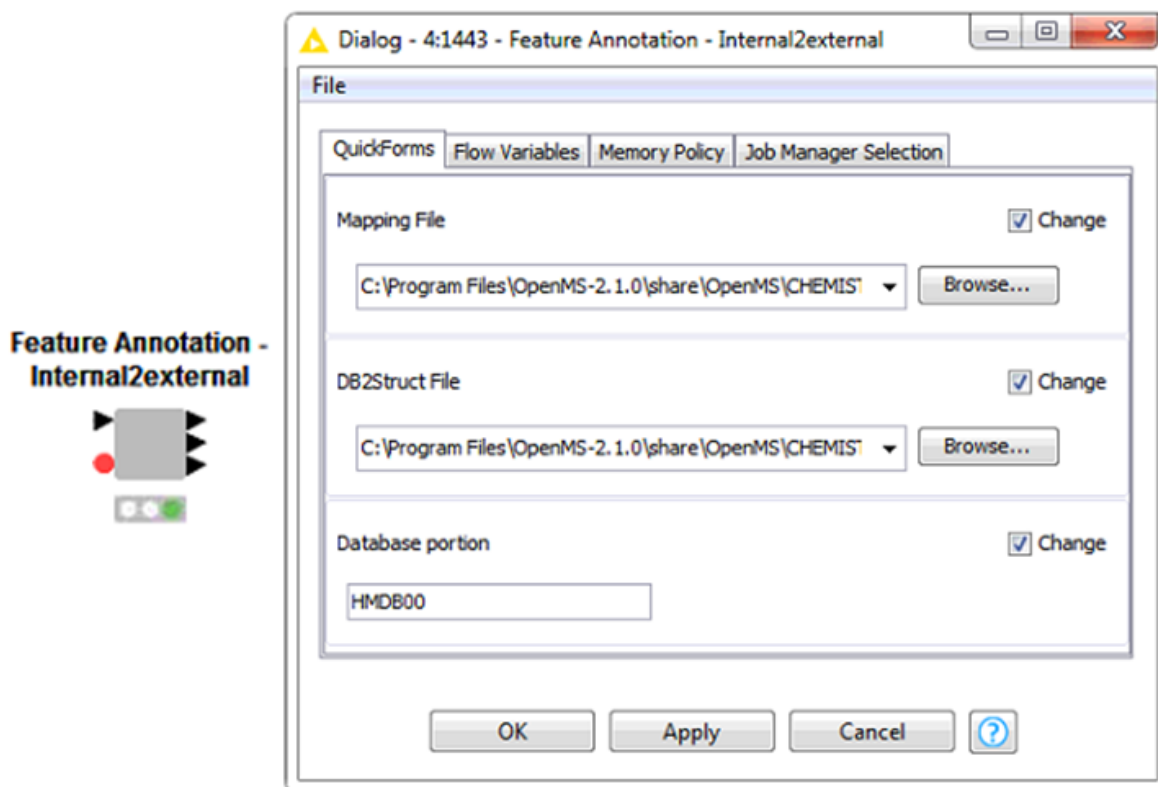 Dialog - 4:1443 - Feature Annotation - Internal2external
File
QuickForms Flow Variables Memory Policy Job Manager Selection
Mapping File Change
C:\Program Files\OpenMS-2.1.0\share\OpenMS\CHEMIST Browse...
Feature Annotation -
Internal2external
DB2Struct File Change
C:\Program Files\OpenMS-2.1.0\share\OpenMS\CHEMIST Browse...
Database portion Change
HMDB00
OK Apply Cancel ?